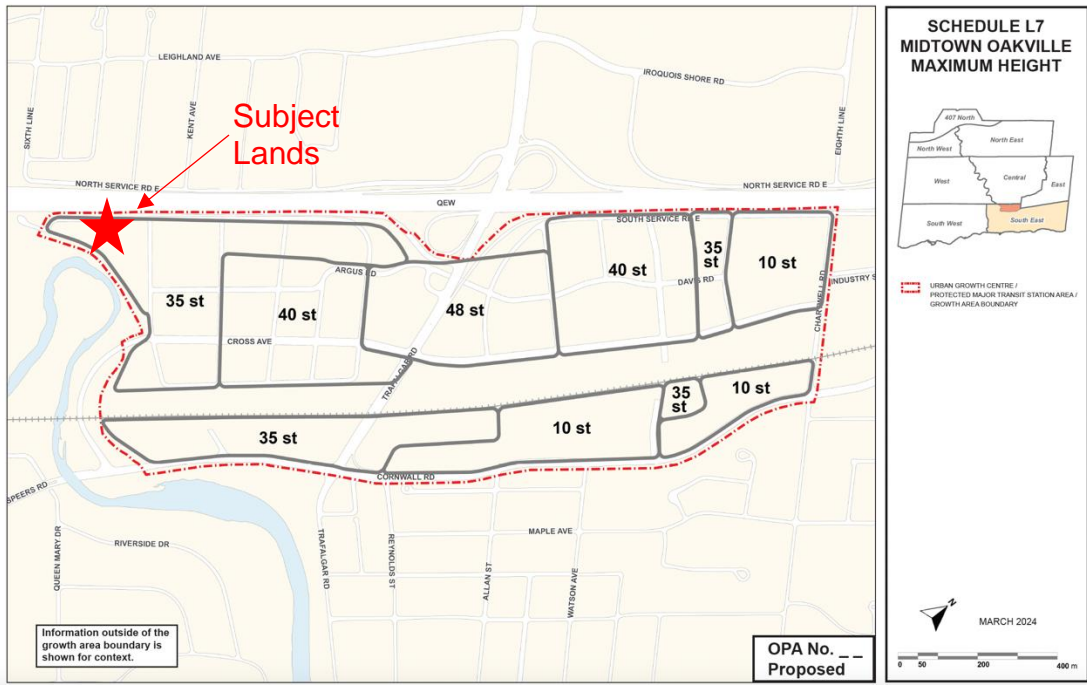 LEIGHLAND AVE
IROQUOIS SHORE RD
SIXTH LINE
KENT AVE
EIGHTH LINE
Subject
Lands
NORTH SERVICE RD E
NORTH SERVICE RD E
QEW
SOUTH SERVICE RD E
35
st
10 st
40 st
ARGUS RD
DAVIS RD
INDUSTRY S
35 st
40 st
48 st
CHARTWELL RD
CROSS AVE
TRAFALGAR RD
35
st
10 st
35 st
10 st
CORNWALL RD
SPEERS RD
MAPLE AVE
QUEEN MARY DR
RIVERSIDE DR
TRAFALGAR RD
REYNOLDS ST
ALLAN ST
WATSON AVE
Information outside of the
growth area boundary is
shown for context.
OPA No. _ _
Proposed
SCHEDULE L7
MIDTOWN OAKVILLE
MAXIMUM HEIGHT
407 North
North West
North East
West
Central
East
South West
South East
URBAN GROWTH CENTRE /
PROTECTED MAJOR TRANSIT STATION AREA /
GROWTH AREA BOUNDARY
N
MARCH 2024
0 50 200 400 m